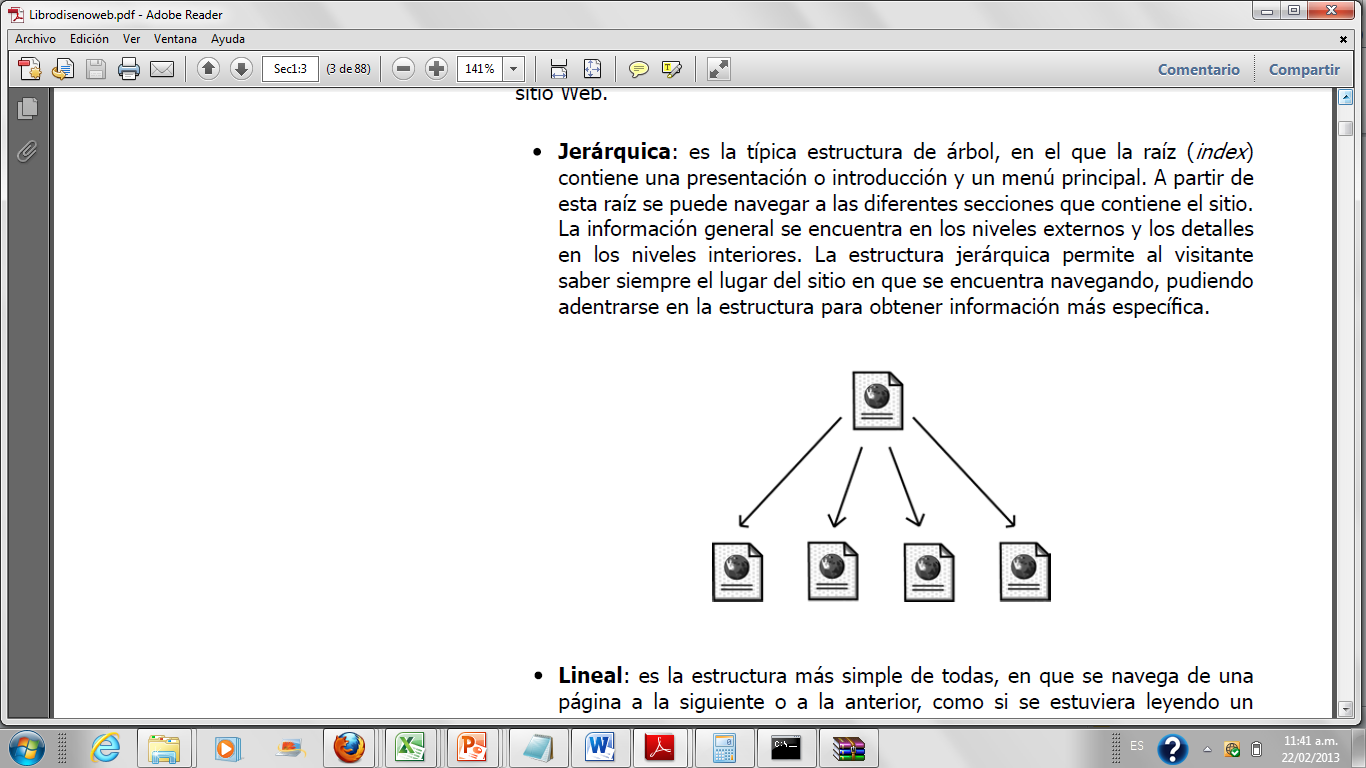 Librodisenoweb.pdf - Adobe Reader
Archivo Edición Ver Ventana Ayuda
Sec1:3 (3 de 88) 141% Comentario Compartir
sitio Web.
• Jerárquica: es la típica estructura de árbol, en el que la raíz (index)
contiene una presentación o introducción y un menú principal. A partir de
esta raíz se puede navegar a las diferentes secciones que contiene el sitio.
La información general se encuentra en los niveles externos y los detalles
en los niveles interiores. La estructura jerárquica permite al visitante
saber siempre el lugar del sitio en que se encuentra navegando, pudiendo
adentrarse en la estructura para obtener información más específica.
• Lineal: es la estructura más simple de todas, en que se navega de una
página a la siguiente o a la anterior, como si se estuviera leyendo un
ES
11:41 a.m.
22/02/2013